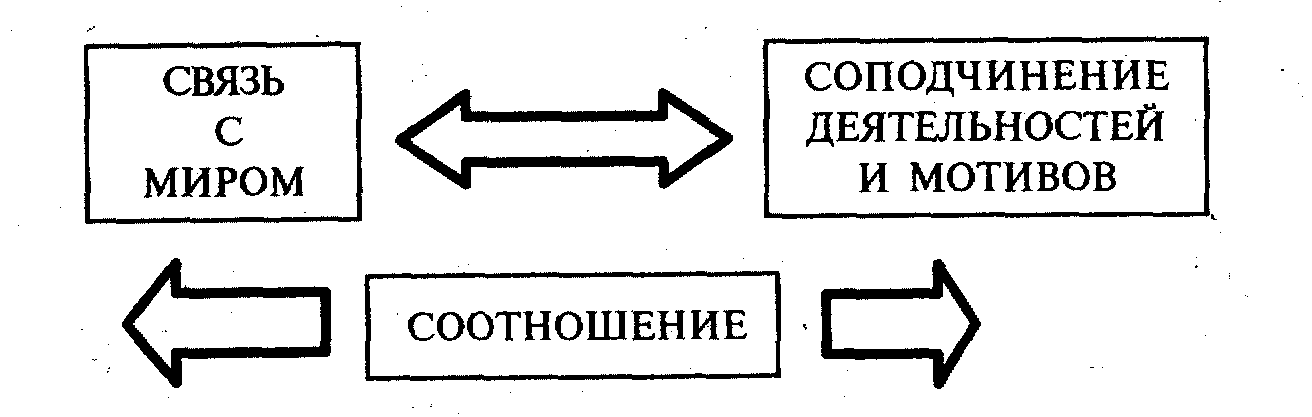 СВЯЗЬ
С
МИРОМ
СОПОДЧИНЕНИЕ
ДЕЯТЕЛЬНОСТЕЙ
И МОТИВОВ
СООТНОШЕНИЕ